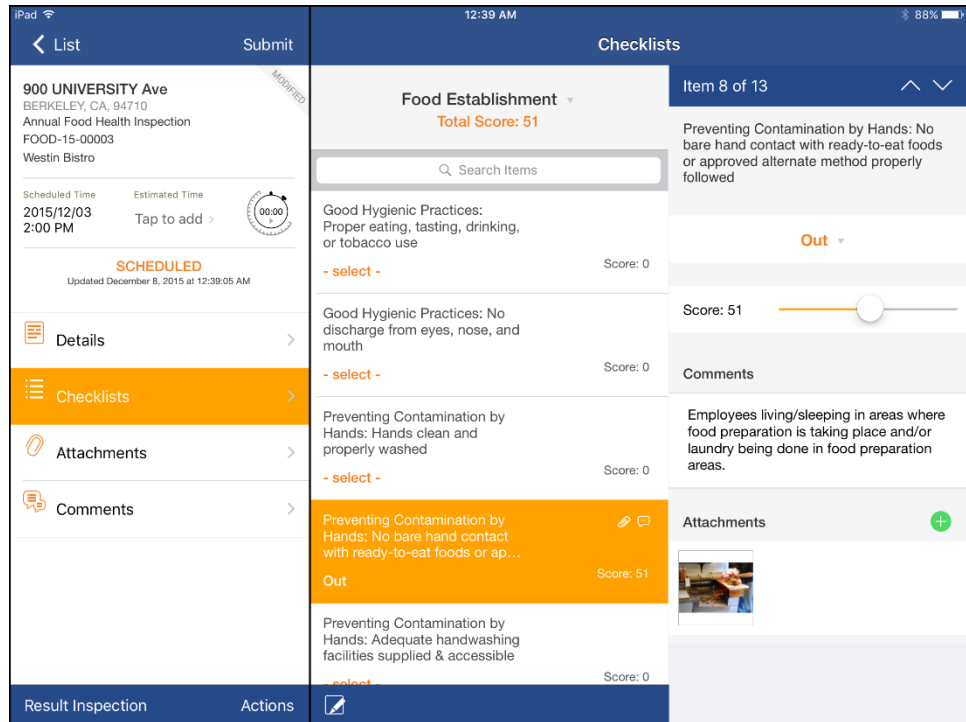 iPad
12:39 AM
88%
List
Submit
Checklists
MODIFIED
900 UNIVERSITY Ave
BERKELEY, CA, 94710
Annual Food Health Inspection
FOOD-15-00003
Westin Bistro
Scheduled Time
2015/12/03
2:00 PM
Estimated Time
Tap to add
00:00
SCHEDULED
Updated December 8, 2015 at 12:39:05 AM
Details
Checklists
Attachments
Comments
Result Inspection
Actions
Food Establishment
Total Score: 51
Search Items
Good Hygienic Practices:
Proper eating, tasting, drinking,
or tobacco use
- select -
Score: 0
Good Hygienic Practices: No
discharge from eyes, nose, and
mouth
- select -
Score: 0
Preventing Contamination by
Hands: Hands clean and
properly washed
- select -
Score: 0
Preventing Contamination by
Hands: No bare hand contact
with ready-to-eat foods or ap...
Out
Score: 51
Preventing Contamination by
Hands: Adequate handwashing
facilities supplied & accessible
- select -
Score: 0
Item 8 of 13
Preventing Contamination by Hands: No
bare hand contact with ready-to-eat foods
or approved alternate method properly
followed
Out
Score: 51
Comments
Employees living/sleeping in areas where
food preparation is taking place and/or
laundry being done in food preparation
areas.
Attachments